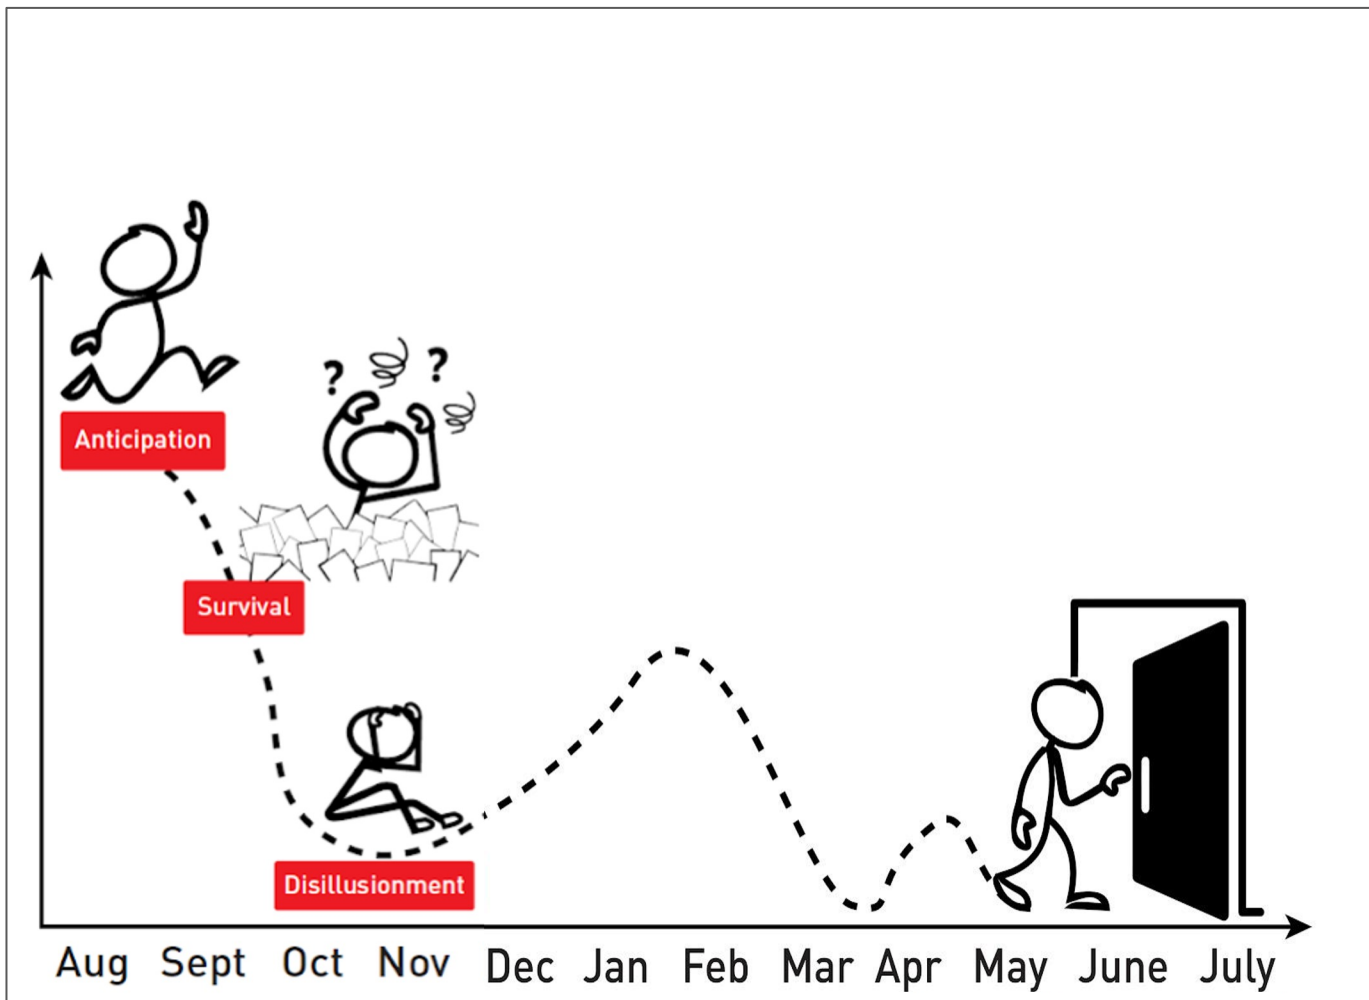 ? ?
Anticipation
Survival
Disillusionment
Aug Sept Oct Nov Dec Jan Feb Mar Apr May June July